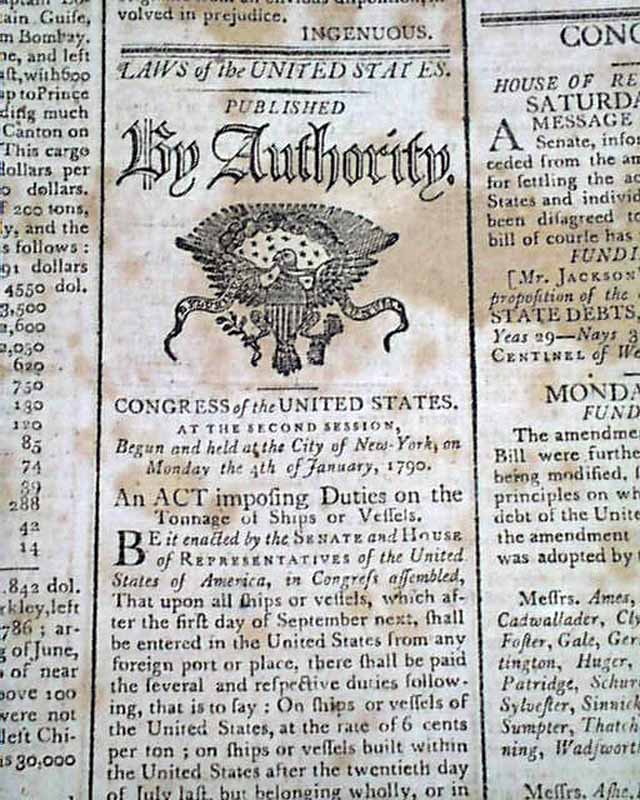 ptain Do
tain Guise,
m Bombay.
ne, and left
aft, with 600
up to Prince
ding much
Canton on
This cargo
dollars per
o dollars.
f 200 tons,
ly, and the
s follows :
91 dollars
4550 dol.
3,500
2,600
2,050
620
750
130
120
85
74
39
288
42
14
.842 dol.
rkley, left
786 ; ar-
g of June,
of near
bove 100
were not
left Chi-
as 30,000
volved in prejudice.
INGENUOUS.
LAWS of the UNITED STATES.
PUBLISHED
By Authority.
CONGRESS of the UNITED STATES.
AT THE SECOND SESSION,
Begun and held at the City of New-York, on
Monday the 4th of January, 1790.
An ACT imposing Duties on the
Tonnage of Ships or Vessels.
BE it enacted by the SENATE and HOUSE
of REPRESENTATIVES of the United
States of America, in Congress assembled,
That upon all ships or vessels, which af-
ter the first day of September next, shall
be entered in the United States from any
foreign port or place, there shall be paid
the several and respective duties follow-
ing, that is to say : On ships or vessels of
the United States, at the rate of 6 cents
per ton ; on ships or vessels built within
the United States after the twentieth day
of July last, but belonging wholly, or in
CONG
HOUSE OF RE
SATURDA
MESSAGE
A Senate, infor
ceded from the am
for settling the ac
States and individ
been disagreed to
bill of course has
FUNDI
[Mr. JACKSON
proposition of the
STATE DEBTS,
Yeas 29—Nays 3
CENTINEL of We
MONDA
FUND
The amendmen
Bill were further
being modified,
principles on wh
debt of the Unite
the amendment
was adopted by t
Messrs. Ames,
Cadwallader, Cly
Foster, Gale, Ger
tington, Huger,
Patridge, Schur
Sylvester, Sinnick
Sumpter, Thatch
ning, Wadsworth
Messrs. Ashe,